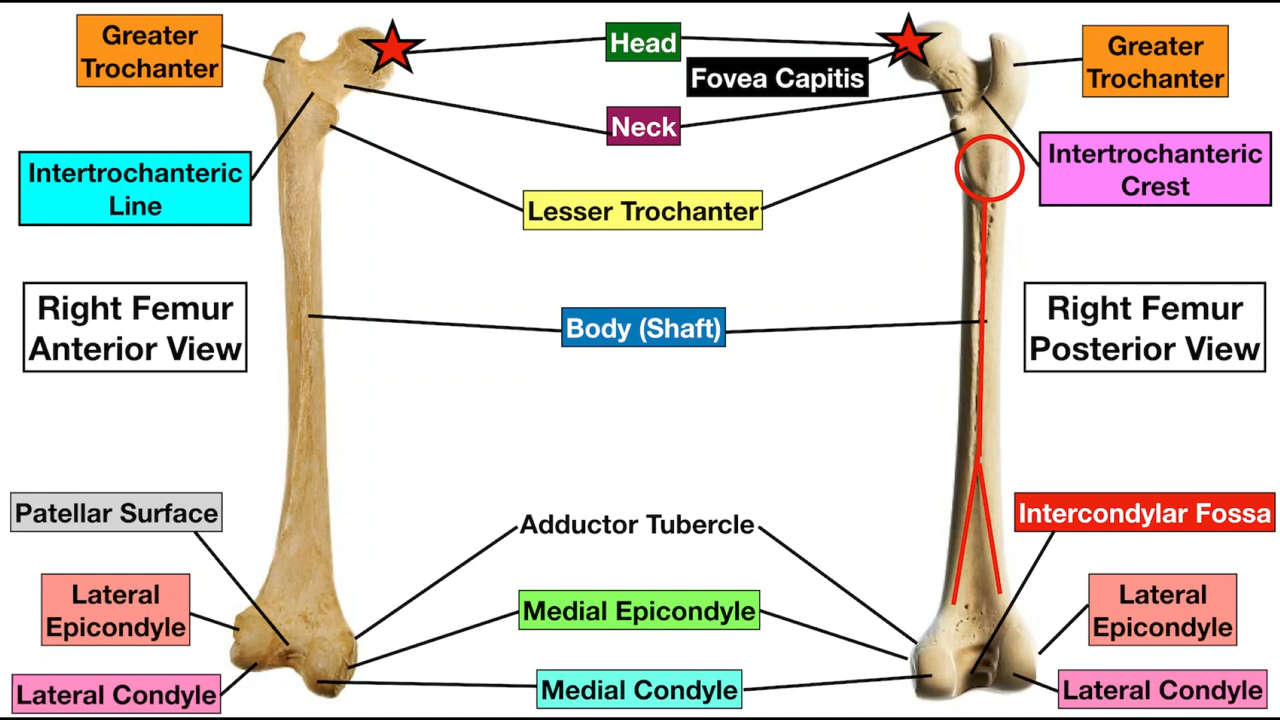 Greater
Trochanter
Head
Fovea Capitis
Greater
Trochanter
Neck
Intertrochanteric
Line
Intertrochanteric
Crest
Lesser Trochanter
Right Femur
Anterior View
Body (Shaft)
Right Femur
Posterior View
Patellar Surface
Adductor Tubercle
Intercondylar Fossa
Lateral
Epicondyle
Medial Epicondyle
Lateral
Epicondyle
Lateral Condyle
Medial Condyle
Lateral Condyle